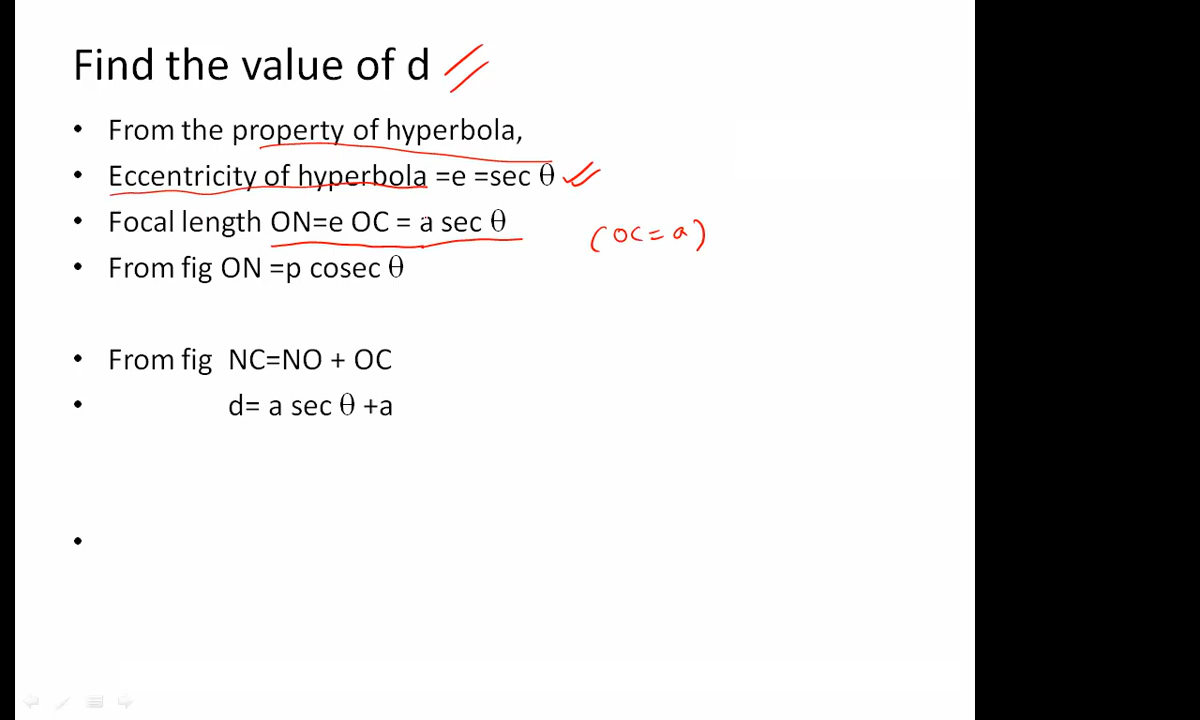 Find the value of d
• From the property of hyperbola,
• Eccentricity of hyperbola =e =sec θ
• Focal length ON=e OC = a sec θ (OC = a)
• From fig ON =p cosec θ
• From fig NC=NO + OC
• d= a sec θ +a
•